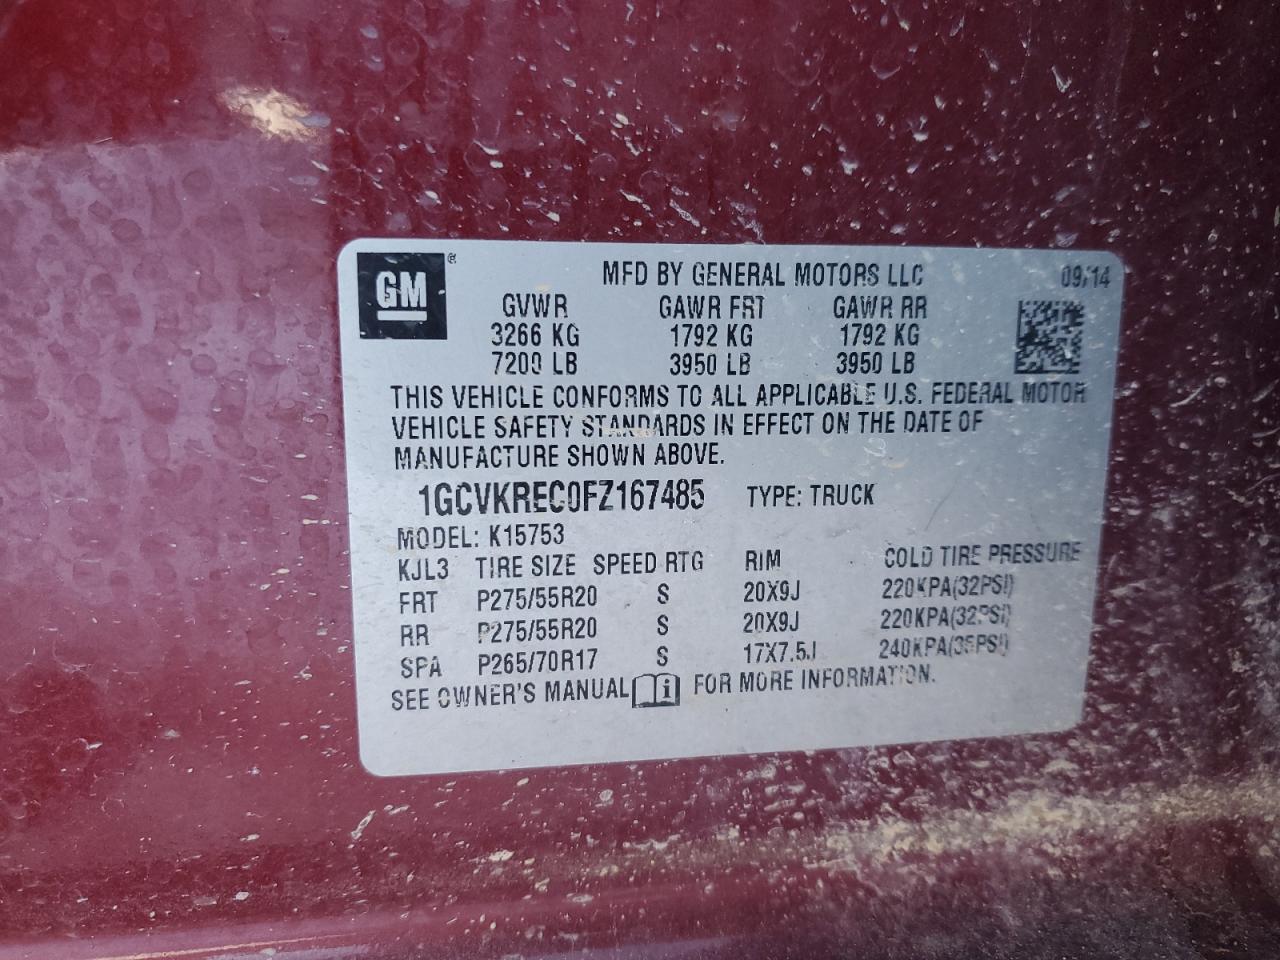 GM®
MFD BY GENERAL MOTORS LLC 09/14
GVWR GAWR FRT GAWR RR
3266 KG 1792 KG 1792 KG
7200 LB 3950 LB 3950 LB
THIS VEHICLE CONFORMS TO ALL APPLICABLE U.S. FEDERAL MOTOR
VEHICLE SAFETY STANDARDS IN EFFECT ON THE DATE OF
MANUFACTURE SHOWN ABOVE.
1GCVKREC0FZ167485 TYPE: TRUCK
MODEL: K15753
KJL3 TIRE SIZE SPEED RTG RIM COLD TIRE PRESSURE
FRT P275/55R20 S 20X9J 220KPA(32PSI)
RR P275/55R20 S 20X9J 220KPA(32PSI)
SPA P265/70R17 S 17X7.5J 240KPA(35PSI)
SEE OWNER'S MANUAL i FOR MORE INFORMATION.